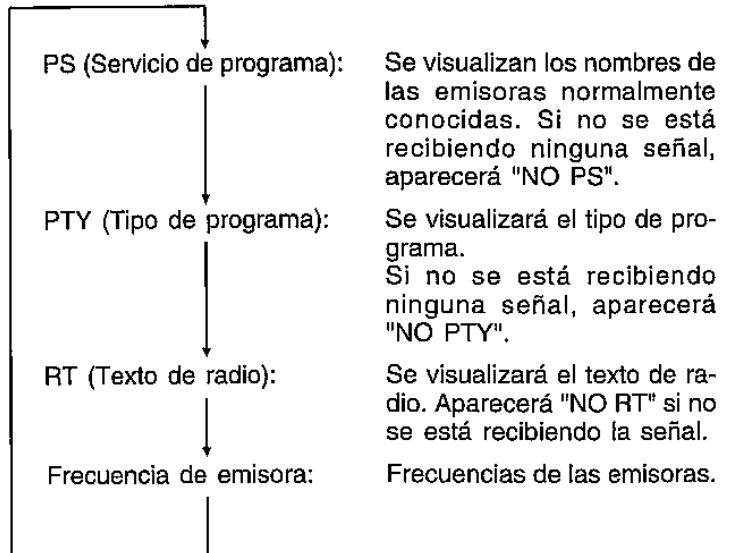 PS (Servicio de programa): Se visualizan los nombres de
las emisoras normalmente
conocidas. Si no se está
recibiendo ninguna señal,
aparecerá "NO PS".
PTY (Tipo de programa): Se visualizará el tipo de pro-
grama.
Si no se está recibiendo
ninguna señal, aparecerá
"NO PTY".
RT (Texto de radio): Se visualizará el texto de ra-
dio. Aparecerá "NO RT" si no
se está recibiendo la señal.
Frecuencia de emisora: Frecuencias de las emisoras.